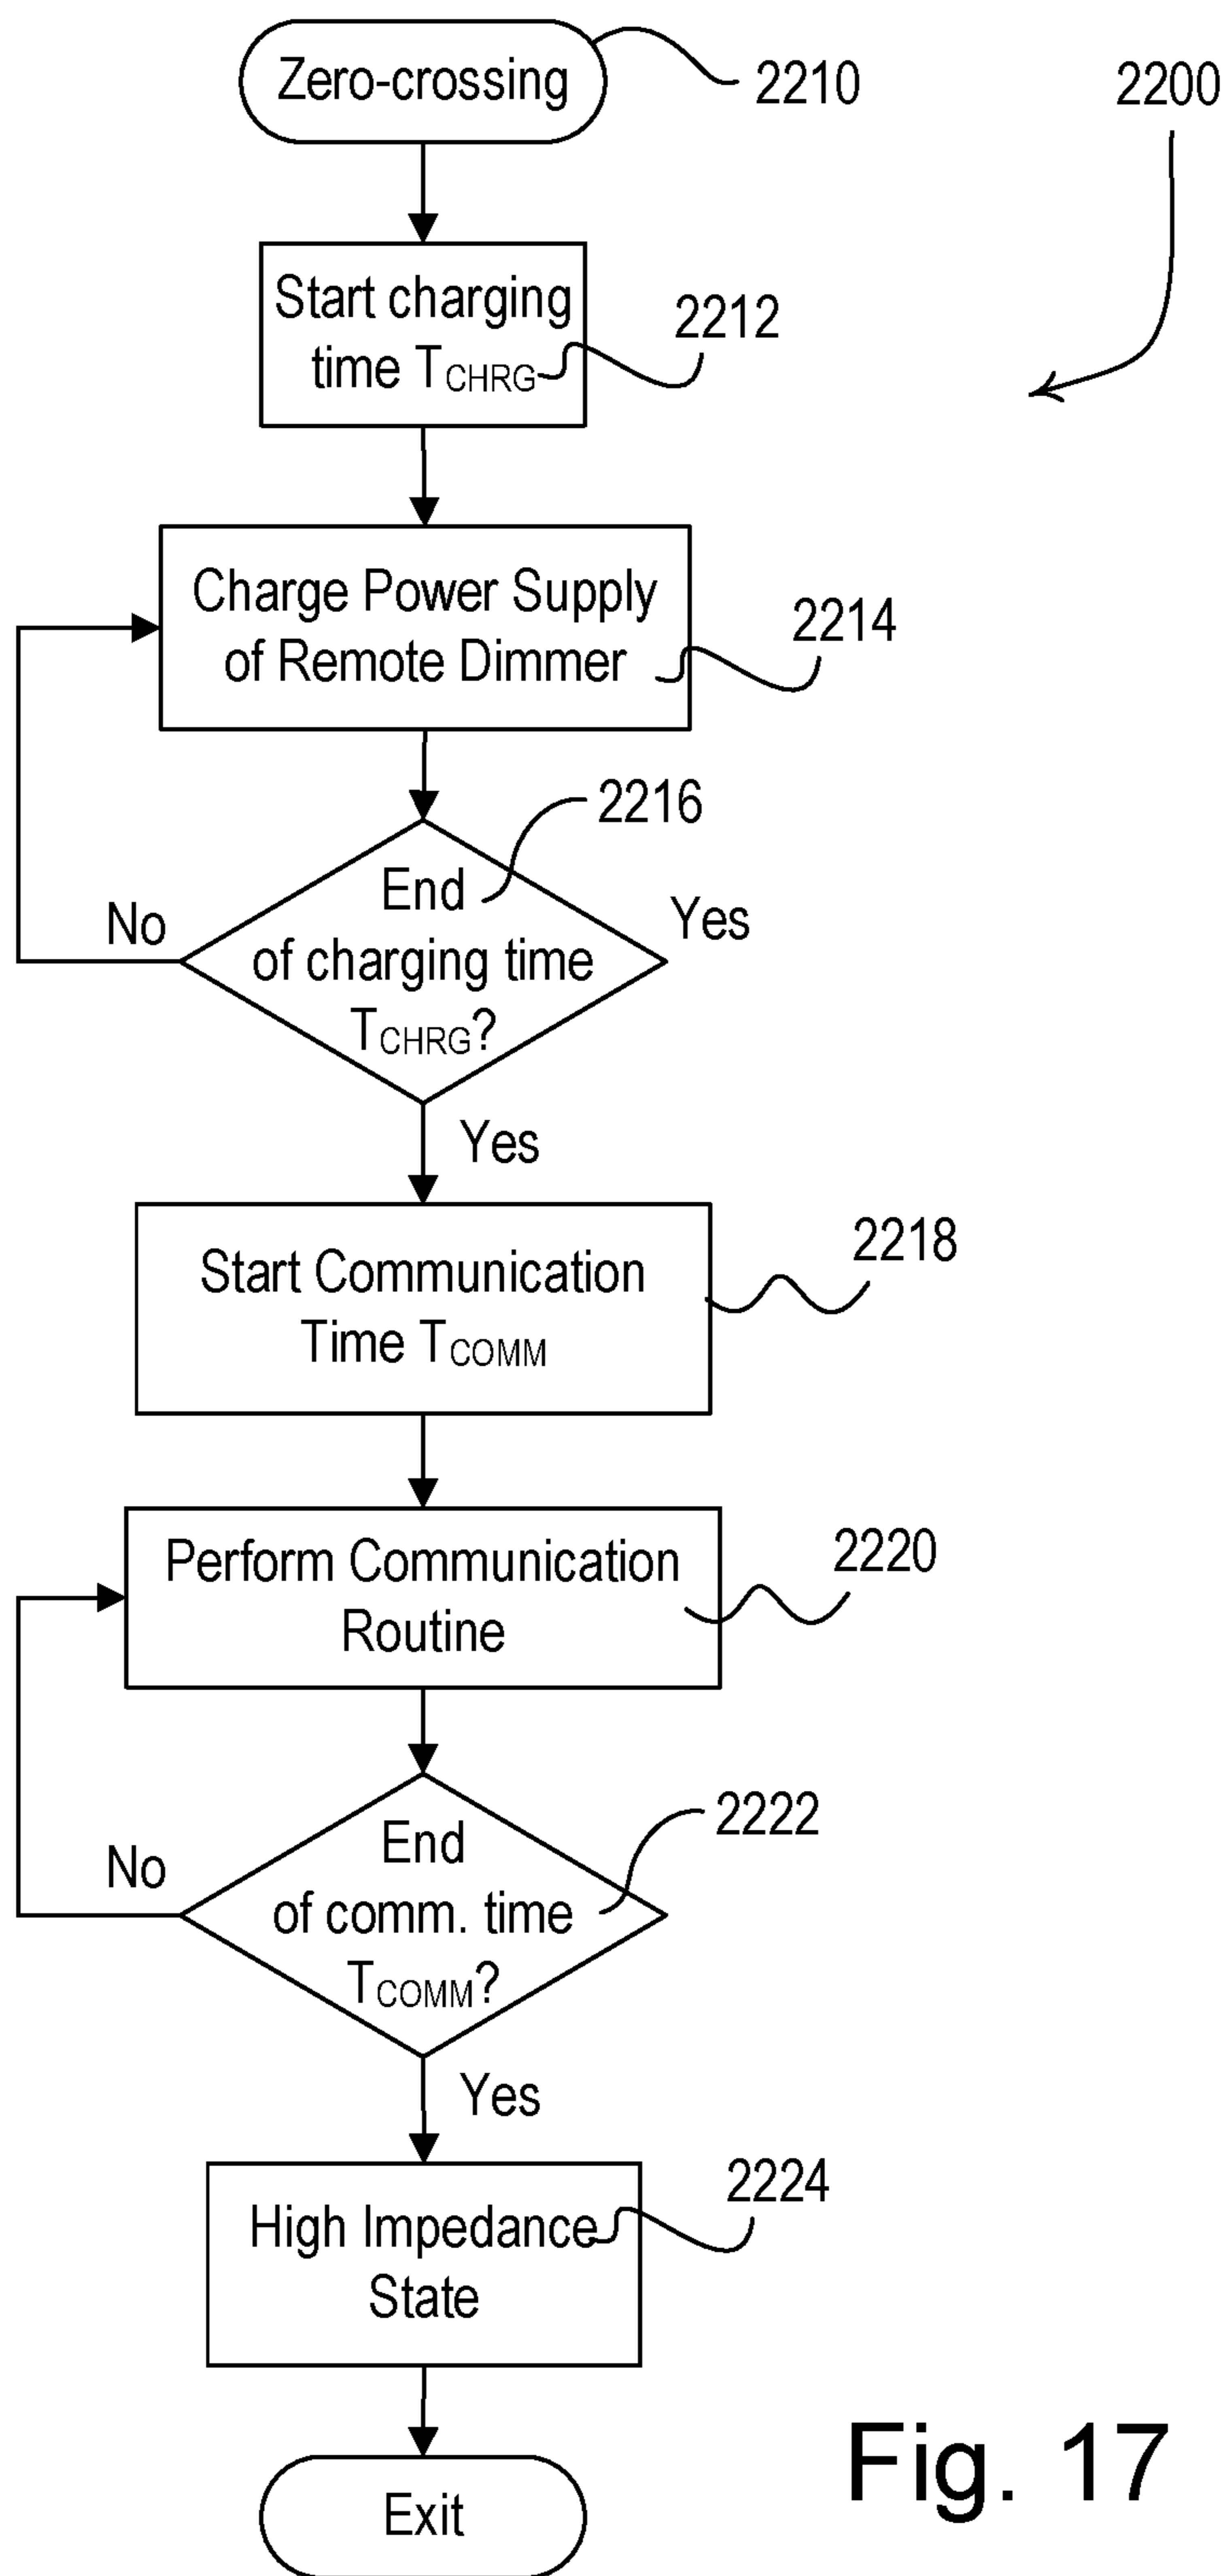 Zero-crossing
2210
2200
Start charging
time TCHRG
2212
Charge Power Supply
of Remote Dimmer
2214
2216
End
of charging time
TCHRG?
No
Yes
Yes
Start Communication
Time TCOMM
2218
Perform Communication
Routine
2220
End
of comm. time
TCOMM?
2222
No
Yes
High Impedance
State
2224
Exit
Fig. 17